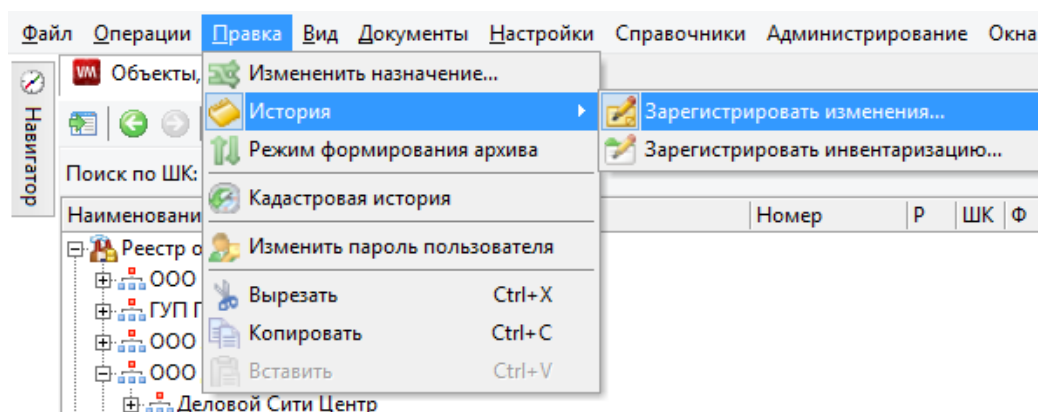 Файл Операции Правка Вид Документы Настройки Справочники Администрирование Окна
Навигатор
VM Объекты,
Измененить назначение...
История
Зарегистрировать изменения...
Режим формирования архива
Зарегистрировать инвентаризацию...
Поиск по ШК:
Кадастровая история
Наименовани
Номер Р ШК Ф
Реестр о
Изменить пароль пользователя
ООО
Вырезать Ctrl+X
ГУП Г
Копировать Ctrl+C
ООО
ООО
Вставить Ctrl+V
Деловой Сити Центр